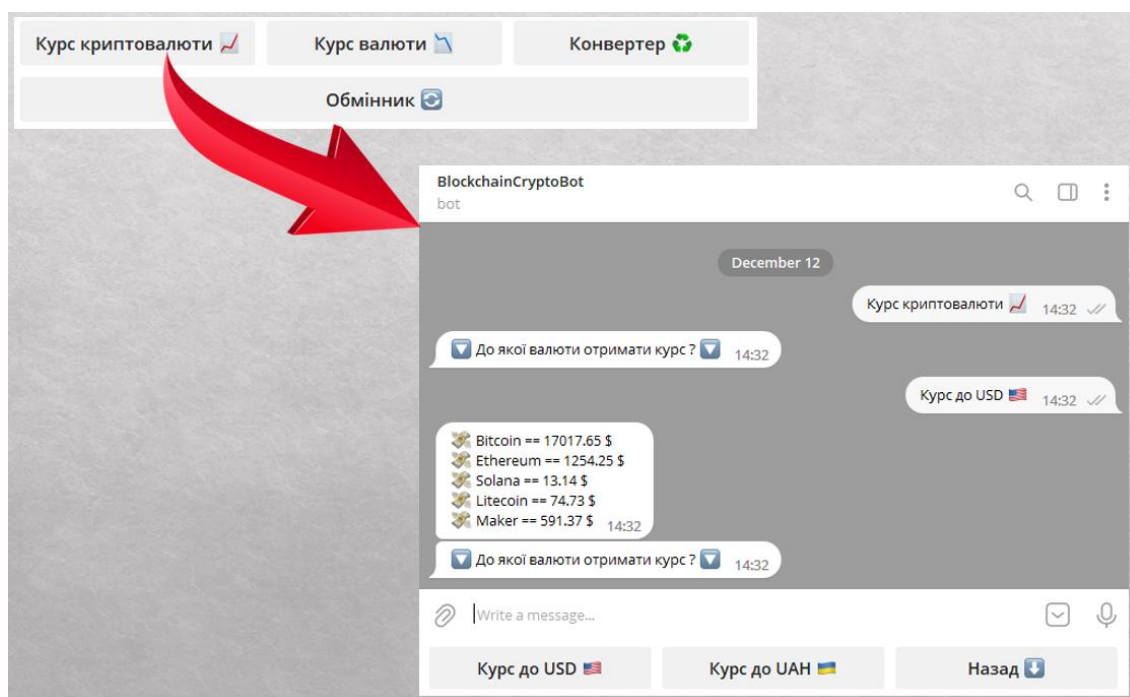 Курс криптовалюти 📈
Курс валюти 📉
Конвертер ♻️
Обмінник 🔄
BlockchainCryptoBot
bot
December 12
Курс криптовалюти 📈 14:32
🔽 До якої валюти отримати курс ? 🔽 14:32
Курс до USD 🇺🇸 14:32
💸 Bitcoin == 17017.65 $
💸 Ethereum == 1254.25 $
💸 Solana == 13.14 $
💸 Litecoin == 74.73 $
💸 Maker == 591.37 $ 14:32
🔽 До якої валюти отримати курс ? 🔽 14:32
Write a message...
Курс до USD 🇺🇸
Курс до UAH 🇺🇦
Назад ⬇️